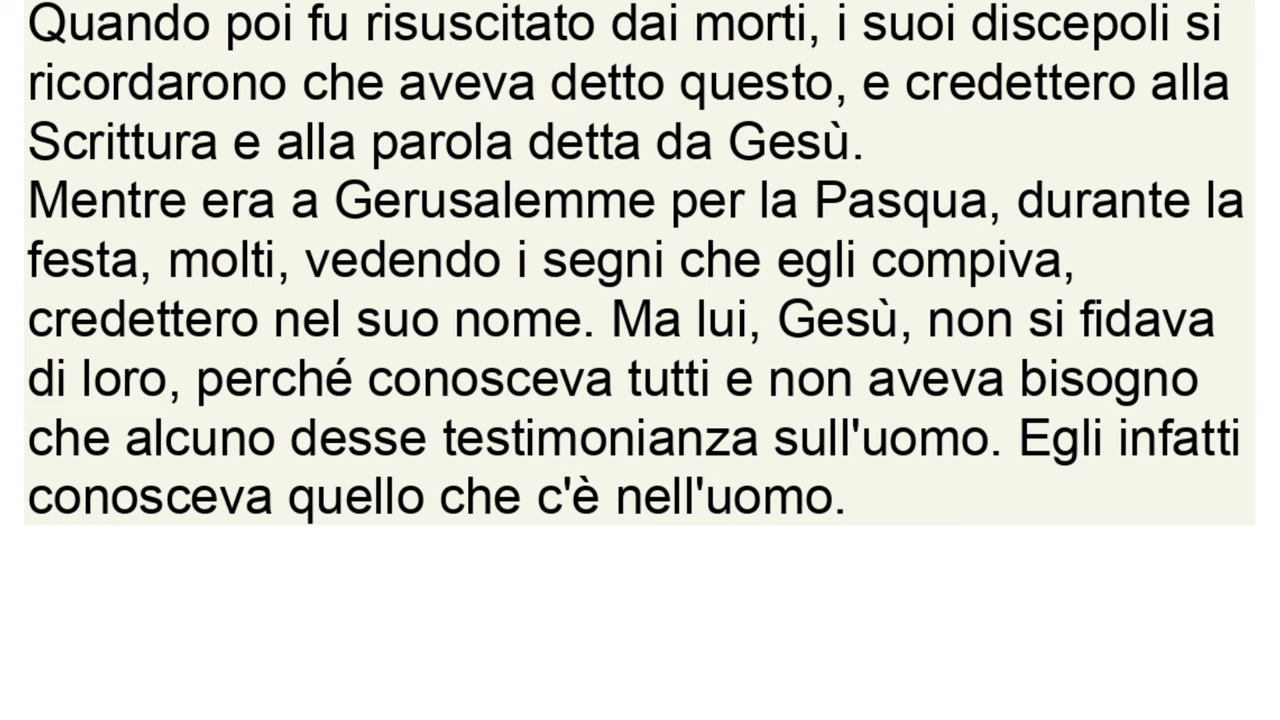 Quando poi fu risuscitato dai morti, i suoi discepoli si
ricordarono che aveva detto questo, e credettero alla
Scrittura e alla parola detta da Gesù.
Mentre era a Gerusalemme per la Pasqua, durante la
festa, molti, vedendo i segni che egli compiva,
credettero nel suo nome. Ma lui, Gesù, non si fidava
di loro, perché conosceva tutti e non aveva bisogno
che alcuno desse testimonianza sull'uomo. Egli infatti
conosceva quello che c'è nell'uomo.